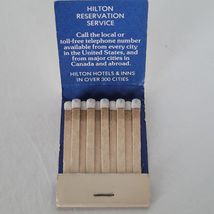 HILTON
RESERVATION
SERVICE
Call the local or
toll-free telephone number
available from every city
in the United States, and
from major cities in
Canada and abroad.
HILTON HOTELS & INNS
IN OVER 300 CITIES